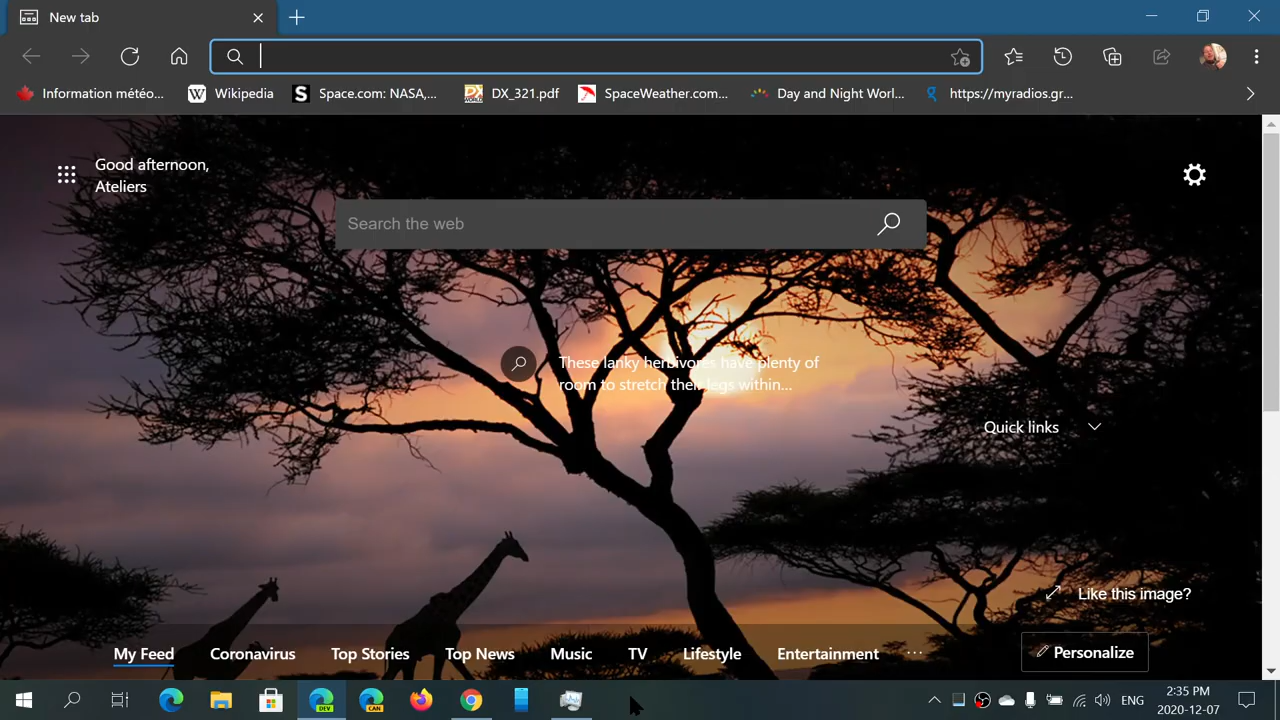 New tab
Information météo...
Wikipedia
Space.com: NASA,...
DX_321.pdf
SpaceWeather.com...
Day and Night Worl...
https://myradios.gr...
Good afternoon,
Ateliers
Search the web
These lanky herbivores have plenty of
room to stretch their legs within...
Quick links
Like this image?
My Feed
Coronavirus
Top Stories
Top News
Music
TV
Lifestyle
Entertainment
...
Personalize
DEV
CAN
ENG
2:35 PM
2020-12-07